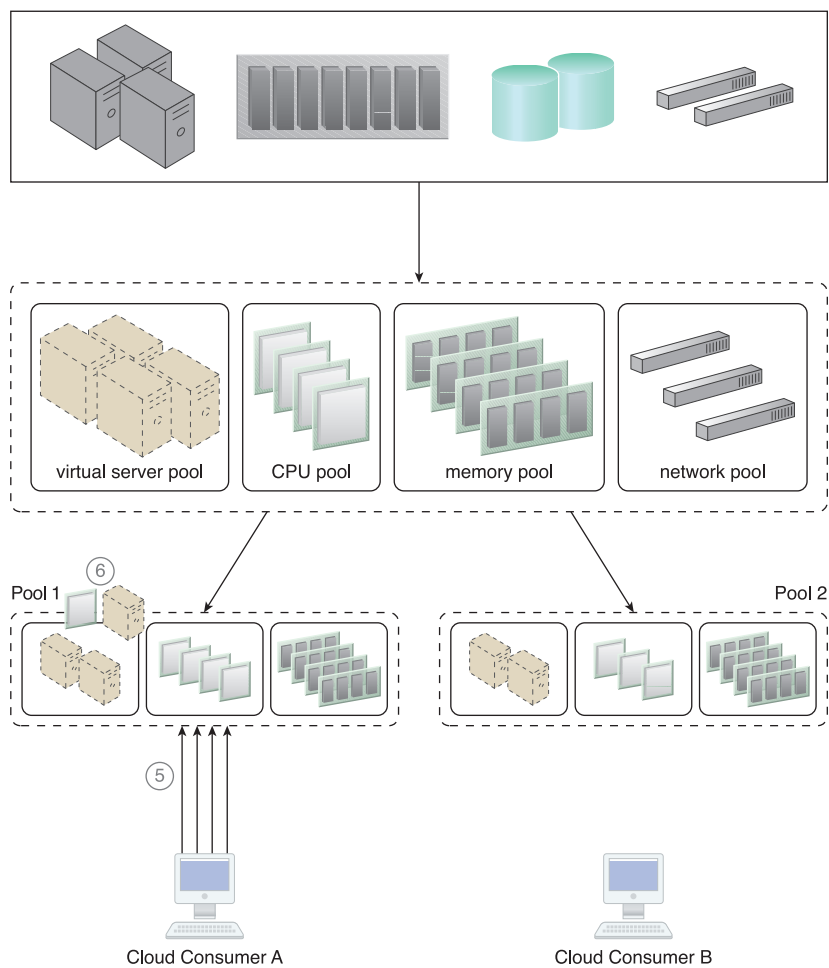 virtual server pool
CPU pool
memory pool
network pool
6
Pool 1
Pool 2
5
Cloud Consumer A
Cloud Consumer B